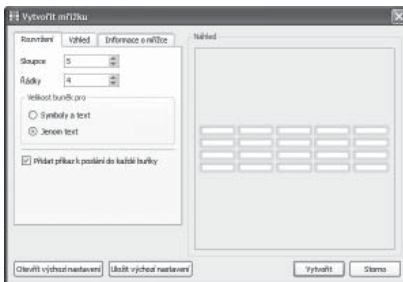 Vytvořit mřížku
Rozvržení Vzhled Informace o mřížce
Sloupce 5
Řádky 4
Velikost buněk pro
Symboly a text
Jenom text
Přidat příkaz k poslání do každé buňky
Náhled
Otevřít výchozí nastavení Uložit výchozí nastavení Vytvořit Storno